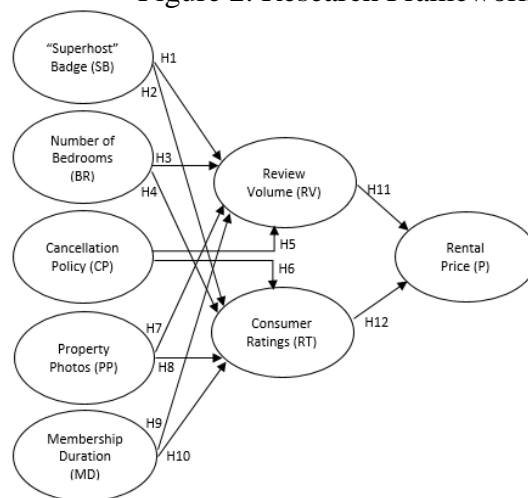 Figure 2. Research Framework
"Superhost"
Badge (SB)
H1
H2
Number of
Bedrooms
(BR)
H3
H4
Review
Volume (RV)
H11
Cancellation
Policy (CP)
H5
H6
Rental
Price (P)
Property
Photos (PP)
H7
H8
Consumer
Ratings (RT)
H12
Membership
Duration
(MD)
H9
H10